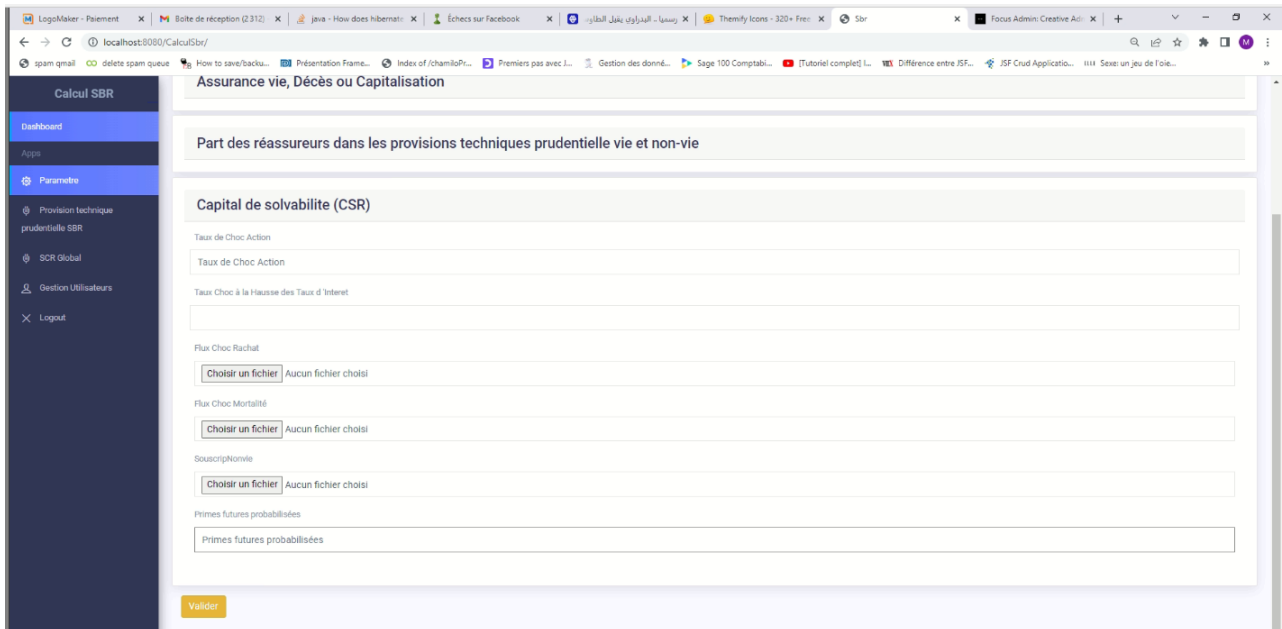 LogoMaker - Paiement
Boîte de réception (2 312)
java - How does hibernate
Échecs sur Facebook
رسميا .. البدراوي يقيل الطاوـ
Themify Icons - 320+ Free
Sbr
Focus Admin: Creative Ad
localhost:8080/CalculSbr/
M
spam gmail
delete spam queue
How to save/backu...
Présentation Frame...
Index of /chamiloPr...
Premiers pas avec J...
Gestion des donné...
Sage 100 Comptabi...
[Tutoriel complet] l...
Différence entre JSF...
JSF Crud Applicatio...
Sexe: un jeu de l'oie...
Calcul SBR
Dashboard
Apps
Parametre
Provision technique
prudentielle SBR
SCR Global
Gestion Utilisateurs
Logout
Assurance vie, Décès ou Capitalisation
Part des réassureurs dans les provisions techniques prudentielle vie et non-vie
Capital de solvabilite (CSR)
Taux de Choc Action
Taux de Choc Action
Taux Choc à la Hausse des Taux d'Interet
Flux Choc Rachat
Choisir un fichier Aucun fichier choisi
Flux Choc Mortalité
Choisir un fichier Aucun fichier choisi
SouscripNonvie
Choisir un fichier Aucun fichier choisi
Primes futures probabilisées
Primes futures probabilisées
Valider